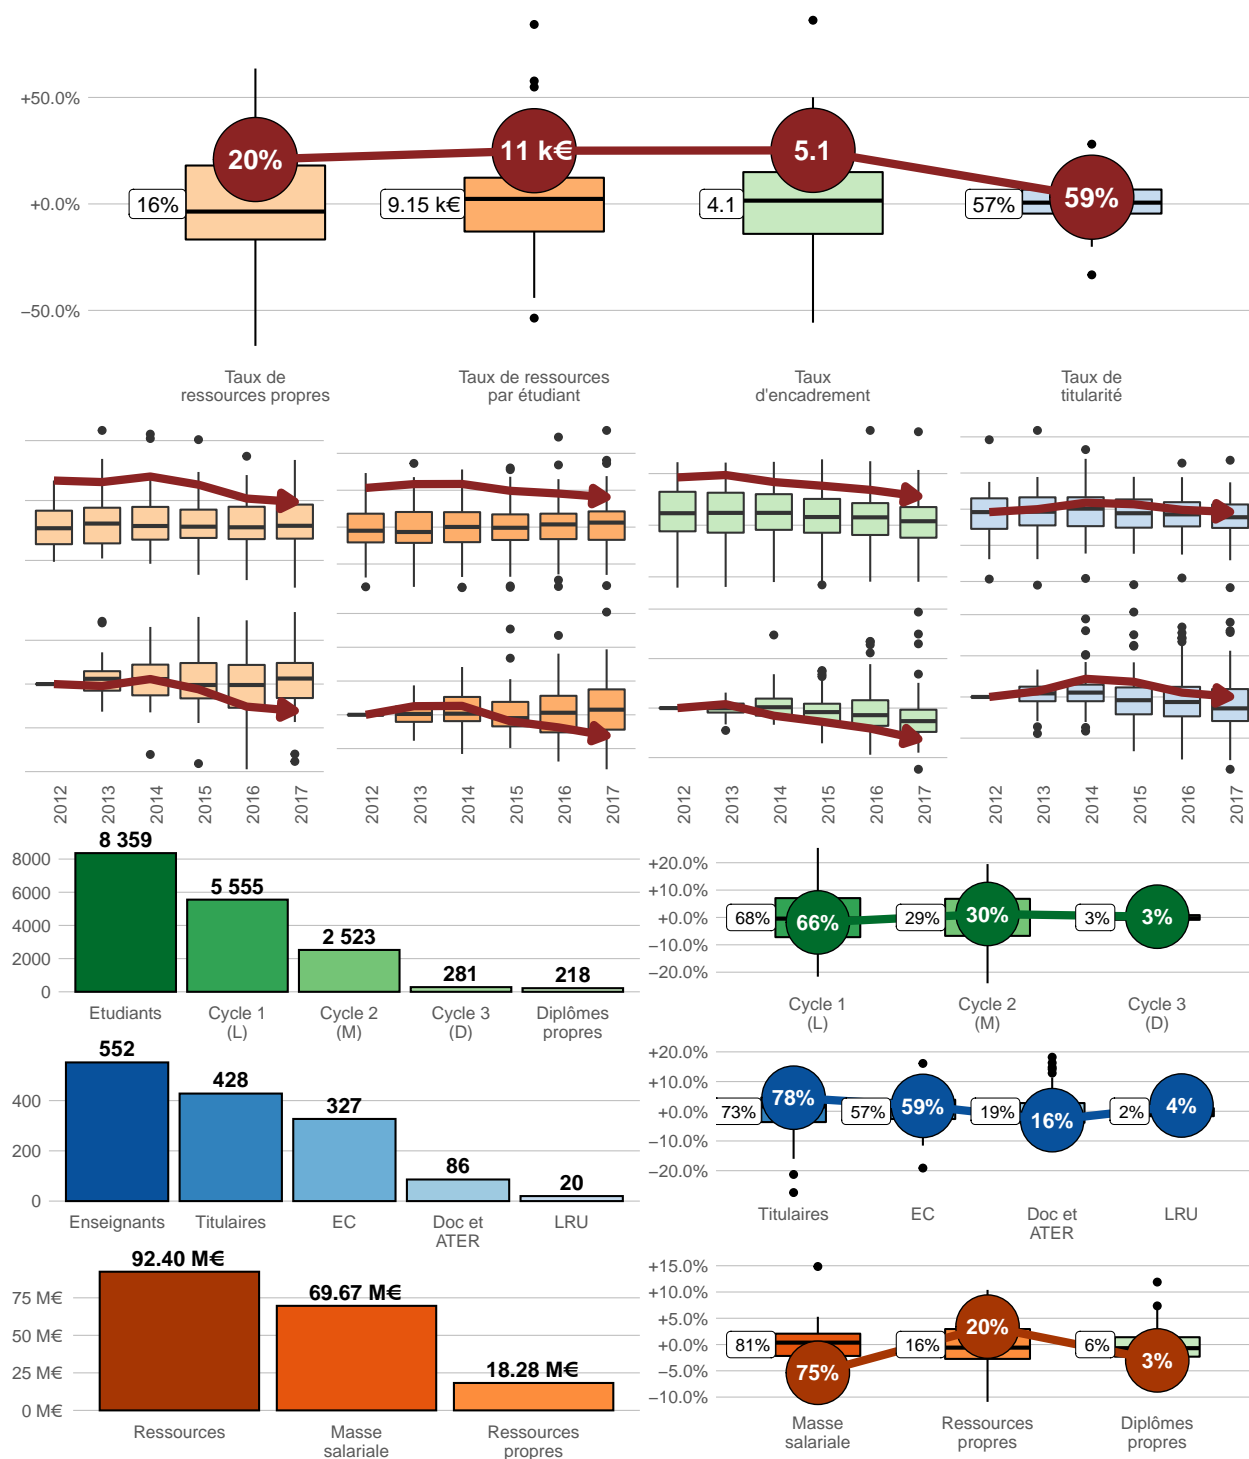 +50.0%
+0.0%
−50.0%
16%
20%
9.15 k€
11 k€
4.1
5.1
57%
59%
Taux de
ressources propres
Taux de ressources
par étudiant
Taux
d'encadrement
Taux de
titularité
2012
2013
2014
2015
2016
2017
2012
2013
2014
2015
2016
2017
2012
2013
2014
2015
2016
2017
2012
2013
2014
2015
2016
2017
8000
6000
4000
2000
0
8 359
5 555
2 523
281
218
Etudiants
Cycle 1
(L)
Cycle 2
(M)
Cycle 3
(D)
Diplômes
propres
+20.0%
+10.0%
+0.0%
−10.0%
−20.0%
68%
66%
29%
30%
3%
3%
Cycle 1
(L)
Cycle 2
(M)
Cycle 3
(D)
400
200
0
552
428
327
86
20
Enseignants
Titulaires
EC
Doc et
ATER
LRU
+20.0%
+10.0%
+0.0%
−10.0%
−20.0%
73%
78%
57%
59%
19%
16%
2%
4%
Titulaires
EC
Doc et
ATER
LRU
75 M€
50 M€
25 M€
0 M€
92.40 M€
69.67 M€
18.28 M€
Ressources
Masse
salariale
Ressources
propres
+15.0%
+10.0%
+5.0%
+0.0%
−5.0%
−10.0%
81%
75%
16%
20%
6%
3%
Masse
salariale
Ressources
propres
Diplômes
propres